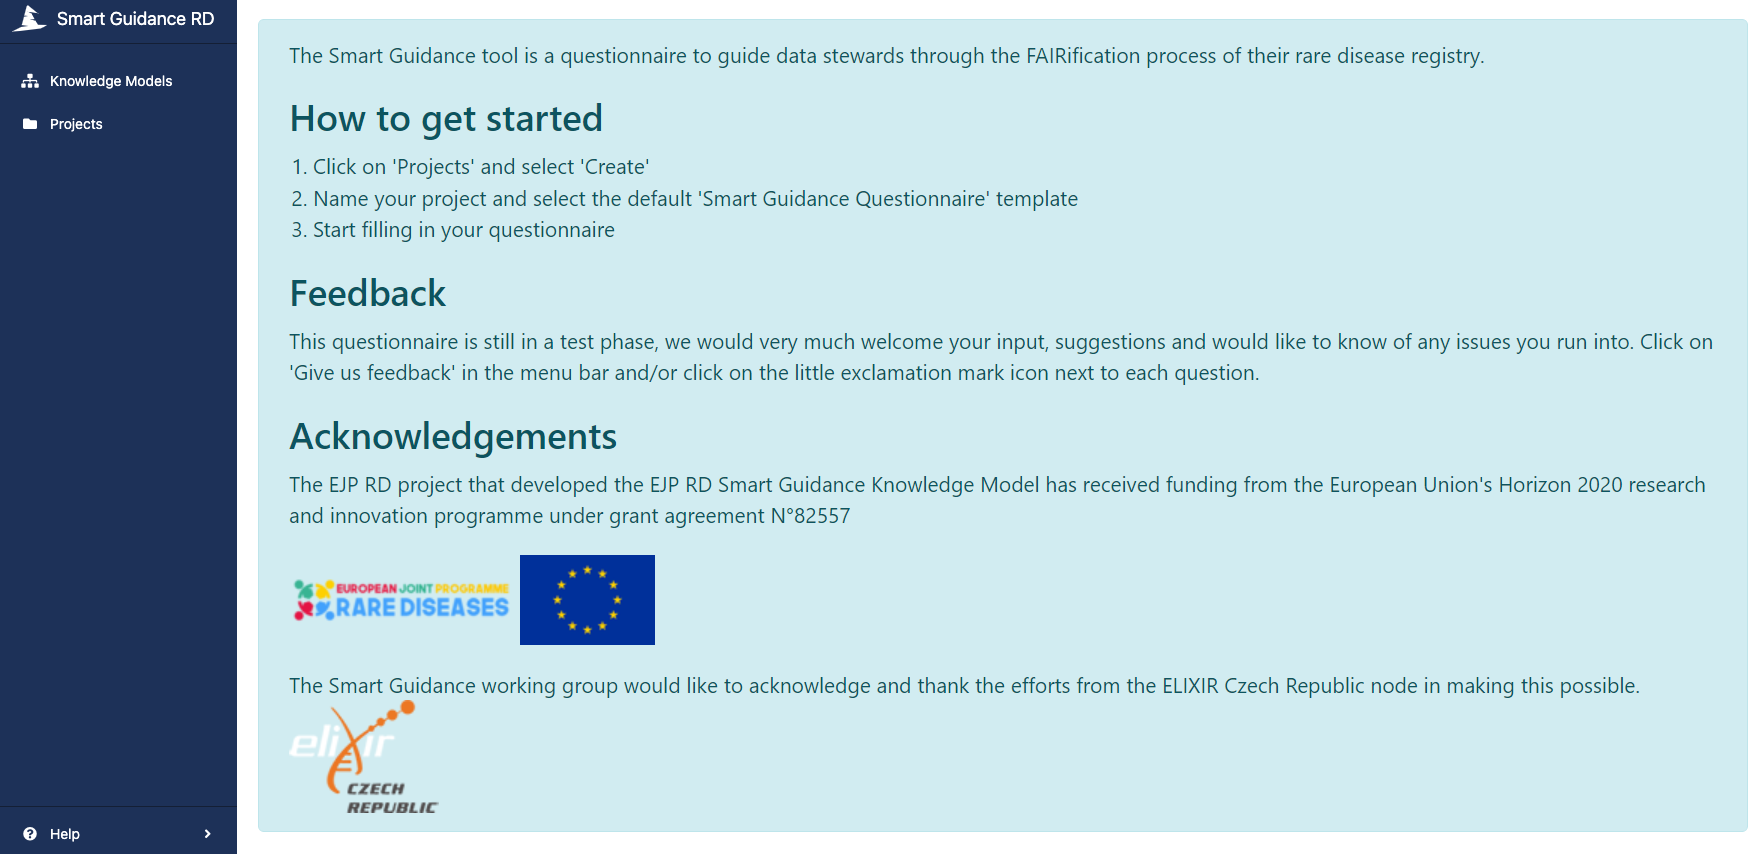 Smart Guidance RD
Knowledge Models
Projects
Help
The Smart Guidance tool is a questionnaire to guide data stewards through the FAIRification process of their rare disease registry.
How to get started
1. Click on 'Projects' and select 'Create'
2. Name your project and select the default 'Smart Guidance Questionnaire' template
3. Start filling in your questionnaire
Feedback
This questionnaire is still in a test phase, we would very much welcome your input, suggestions and would like to know of any issues you run into. Click on
'Give us feedback' in the menu bar and/or click on the little exclamation mark icon next to each question.
Acknowledgements
The EJP RD project that developed the EJP RD Smart Guidance Knowledge Model has received funding from the European Union's Horizon 2020 research
and innovation programme under grant agreement N°82557
EUROPEAN JOINT PROGRAMME
RARE DISEASES
The Smart Guidance working group would like to acknowledge and thank the efforts from the ELIXIR Czech Republic node in making this possible.
elixir
CZECH
REPUBLIC